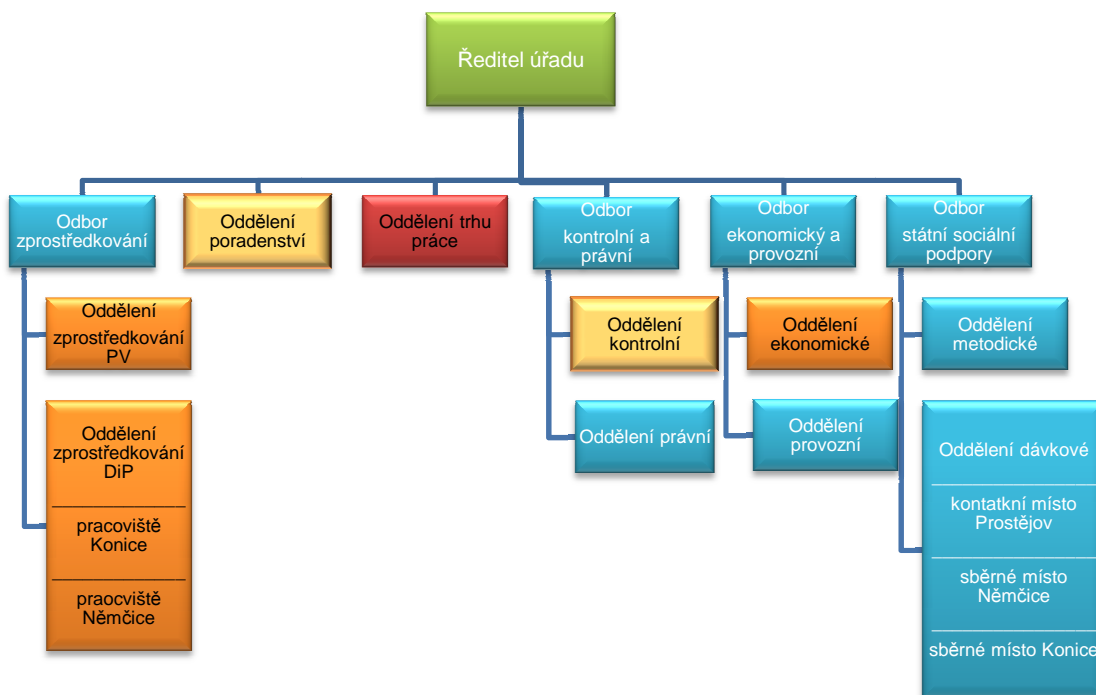 Ředitel úřadu
Odbor
zprostředkování
Oddělení
poradenství
Oddělení trhu
práce
Odbor
kontrolní a
právní
Odbor
ekonomický a
provozní
Odbor
státní sociální
podpory
Oddělení
zprostředkování
PV
Oddělení
kontrolní
Oddělení
ekonomické
Oddělení
metodické
Oddělení
zprostředkování
DiP
pracoviště
Konice
praocviště
Němčice
Oddělení právní
Oddělení
provozní
Oddělení dávkové
kontatkní místo
Prostějov
sběrné místo
Němčice
sběrné místo Konice